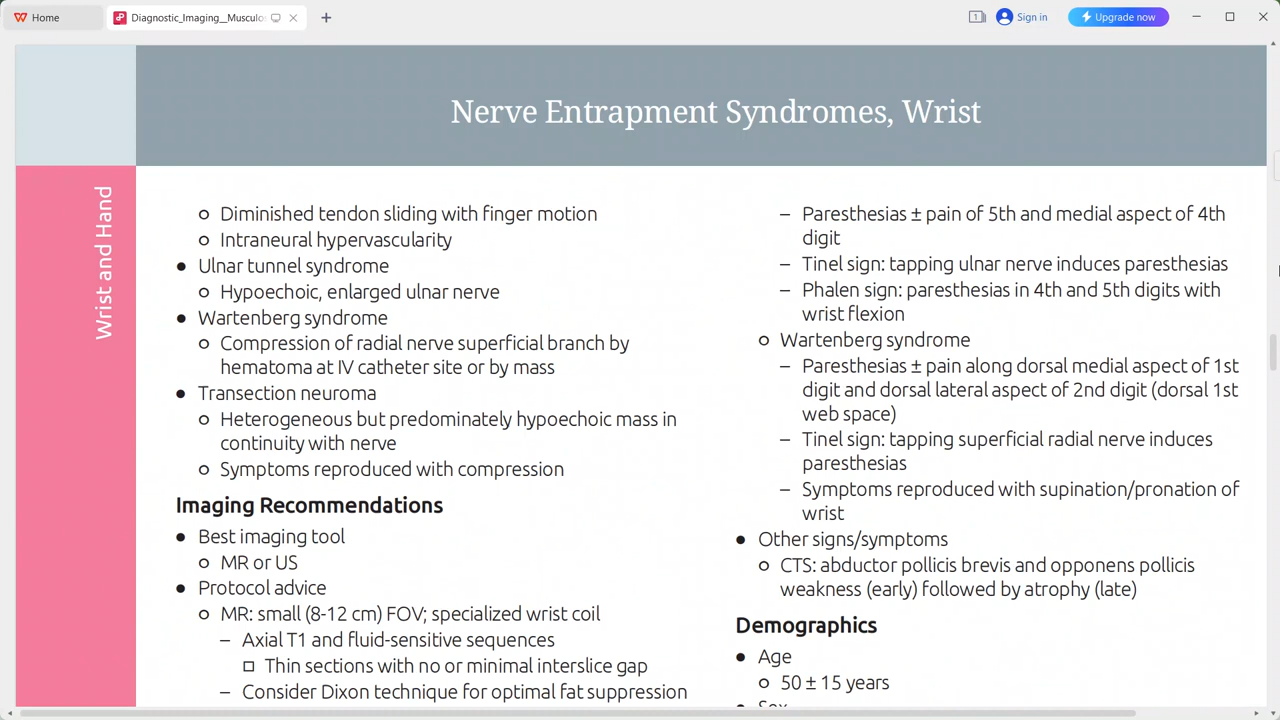 Home
Diagnostic_Imaging__Musculo
1
Sign in
Upgrade now
Nerve Entrapment Syndromes, Wrist
Wrist and Hand
○ Diminished tendon sliding with finger motion
○ Intraneural hypervascularity
● Ulnar tunnel syndrome
○ Hypoechoic, enlarged ulnar nerve
● Wartenberg syndrome
○ Compression of radial nerve superficial branch by
hematoma at IV catheter site or by mass
● Transection neuroma
○ Heterogeneous but predominately hypoechoic mass in
continuity with nerve
○ Symptoms reproduced with compression
Imaging Recommendations
● Best imaging tool
○ MR or US
● Protocol advice
○ MR: small (8-12 cm) FOV; specialized wrist coil
– Axial T1 and fluid-sensitive sequences
□ Thin sections with no or minimal interslice gap
– Consider Dixon technique for optimal fat suppression
– Paresthesias ± pain of 5th and medial aspect of 4th
digit
– Tinel sign: tapping ulnar nerve induces paresthesias
– Phalen sign: paresthesias in 4th and 5th digits with
wrist flexion
○ Wartenberg syndrome
– Paresthesias ± pain along dorsal medial aspect of 1st
digit and dorsal lateral aspect of 2nd digit (dorsal 1st
web space)
– Tinel sign: tapping superficial radial nerve induces
paresthesias
– Symptoms reproduced with supination/pronation of
wrist
● Other signs/symptoms
○ CTS: abductor pollicis brevis and opponens pollicis
weakness (early) followed by atrophy (late)
Demographics
● Age
○ 50 ± 15 years
● Sex